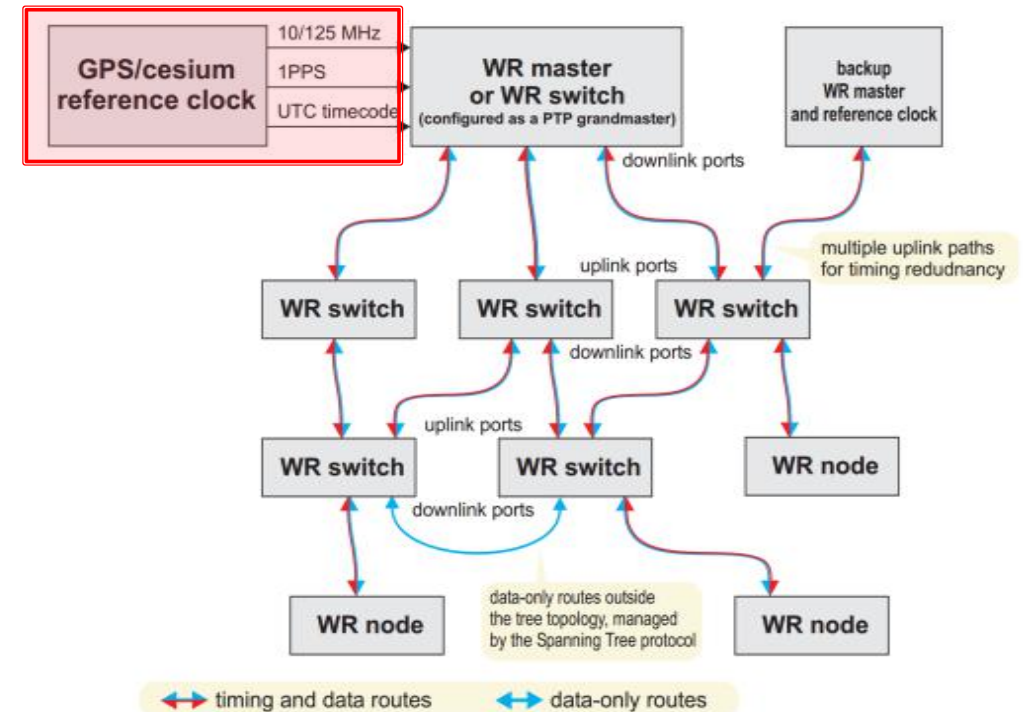 GPS/cesium
reference clock
10/125 MHz
1PPS
UTC timecode
WR master
or WR switch
(configured as a PTP grandmaster)
backup
WR master
and reference clock
downlink ports
multiple uplink paths
for timing redudnancy
uplink ports
WR switch
WR switch
WR switch
downlink ports
uplink ports
WR switch
WR switch
WR node
downlink ports
data-only routes outside
the tree topology, managed
by the Spanning Tree protocol
WR node
WR node
timing and data routes
data-only routes